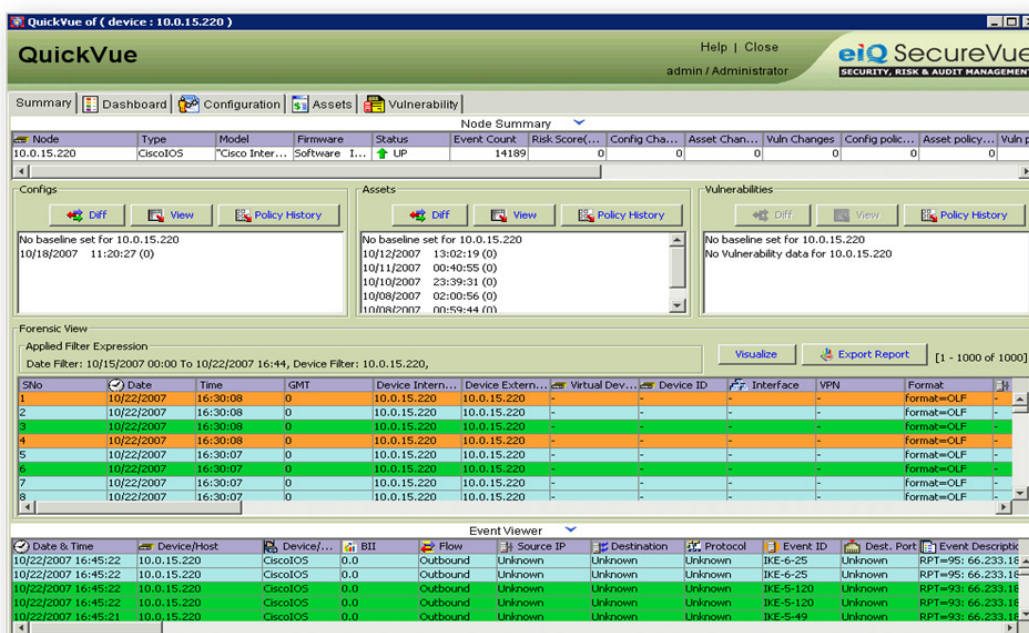 QuickVue of ( device : 10.0.15.220 )
QuickVue
Help | Close
admin / Administrator
eiQ SecureVue
SECURITY, RISK & AUDIT MANAGEMENT
Summary Dashboard Configuration Assets Vulnerability
Node Summary
Node Type Model Firmware Status Event Count Risk Score(... Config Cha... Asset Chan... Vuln Changes Config polic... Asset policy... Vuln p
10.0.15.220 CiscoIOS "Cisco Inter... Software I... UP 14189 0 0 0 0 0 0
Configs Assets Vulnerabilities
Diff View Policy History Diff View Policy History Diff View Policy History
No baseline set for 10.0.15.220
10/18/2007 11:20:27 (0)
No baseline set for 10.0.15.220
10/12/2007 13:02:19 (0)
10/11/2007 00:40:55 (0)
10/10/2007 23:39:31 (0)
10/08/2007 02:00:56 (0)
10/08/2007 00:59:44 (0)
No baseline set for 10.0.15.220
No Vulnerability data for 10.0.15.220
Forensic View
Applied Filter Expression
Date Filter: 10/15/2007 00:00 To 10/22/2007 16:44, Device Filter: 10.0.15.220,
Visualize Export Report [1 - 1000 of 1000]
SNo Date Time GMT Device Intern... Device Extern... Virtual Dev... Device ID Interface VPN Format
1 10/22/2007 16:30:08 0 10.0.15.220 10.0.15.220 - - - - format=OLF -
2 10/22/2007 16:30:08 0 10.0.15.220 10.0.15.220 - - - - format=OLF -
3 10/22/2007 16:30:08 0 10.0.15.220 10.0.15.220 - - - - format=OLF -
4 10/22/2007 16:30:08 0 10.0.15.220 10.0.15.220 - - - - format=OLF -
5 10/22/2007 16:30:07 0 10.0.15.220 10.0.15.220 - - - - format=OLF -
6 10/22/2007 16:30:07 0 10.0.15.220 10.0.15.220 - - - - format=OLF -
7 10/22/2007 16:30:07 0 10.0.15.220 10.0.15.220 - - - - format=OLF -
8 10/22/2007 16:30:07 0 10.0.15.220 10.0.15.220 - - - - format=OLF -
Event Viewer
Date & Time Device/Host Device/... BII Flow Source IP Destination Protocol Event ID Dest. Port Event Descriptic
10/22/2007 16:45:22 10.0.15.220 CiscoIOS 0.0 Outbound Unknown Unknown Unknown IKE-6-25 Unknown RPT=95: 66.233.18
10/22/2007 16:45:22 10.0.15.220 CiscoIOS 0.0 Outbound Unknown Unknown Unknown IKE-6-25 Unknown RPT=95: 66.233.18
10/22/2007 16:45:22 10.0.15.220 CiscoIOS 0.0 Outbound Unknown Unknown Unknown IKE-5-120 Unknown RPT=93: 66.233.18
10/22/2007 16:45:22 10.0.15.220 CiscoIOS 0.0 Outbound Unknown Unknown Unknown IKE-5-120 Unknown RPT=93: 66.233.18
10/22/2007 16:45:21 10.0.15.220 CiscoIOS 0.0 Outbound Unknown Unknown Unknown IKE-5-49 Unknown RPT=93: 66.233.18